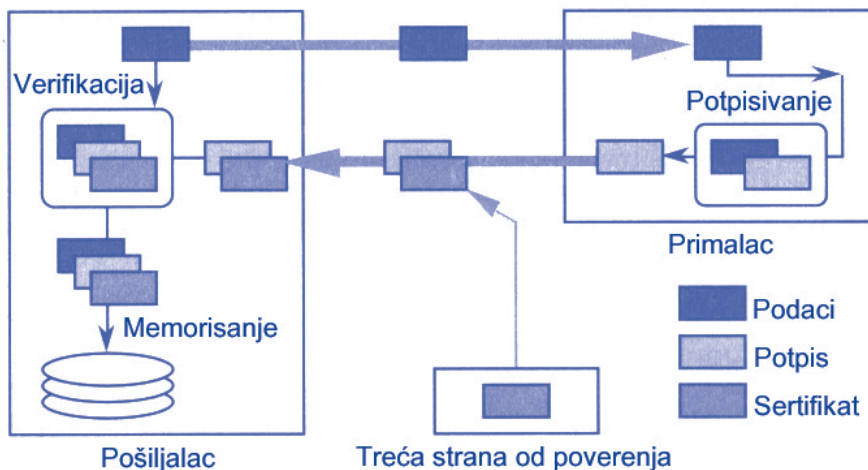 Verifikacija
Potpisivanje
Primalac
Memorisanje
Podaci
Potpis
Sertifikat
Pošiljalac
Treća strana od poverenja